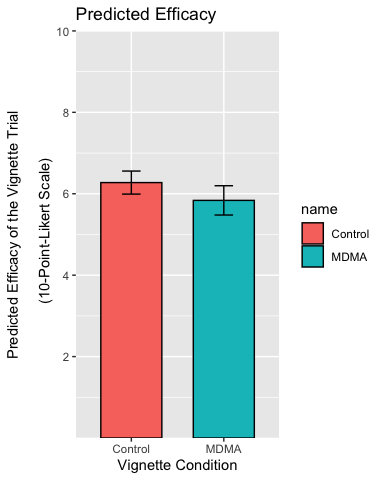 Predicted Efficacy
Predicted Efficacy of the Vignette Trial
(10-Point-Likert Scale)
10
8
6
4
2
Control
MDMA
Vignette Condition
name
Control
MDMA